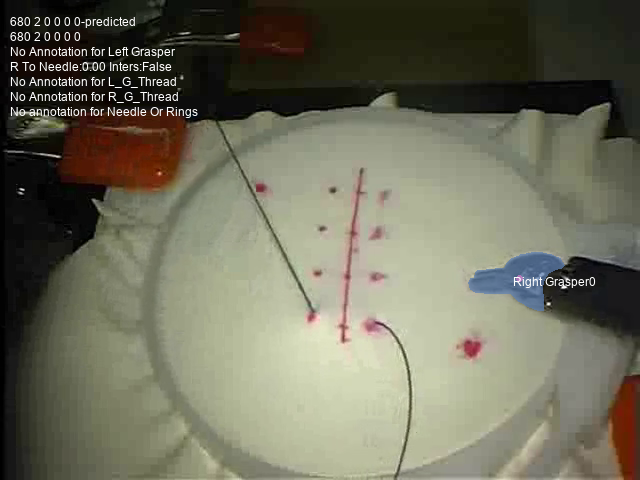 680 2 0 0 0 0-predicted
680 2 0 0 0 0
No Annotation for Left Grasper
R To Needle:0.00 Inters:False
No Annotation for L_G_Thread
No Annotation for R_G_Thread
No annotation for Needle Or Rings
Right Grasper0